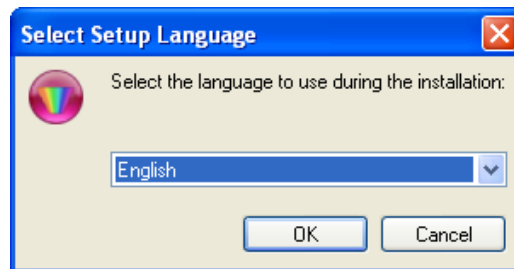 Select Setup Language
Select the language to use during the installation:
English
OK Cancel